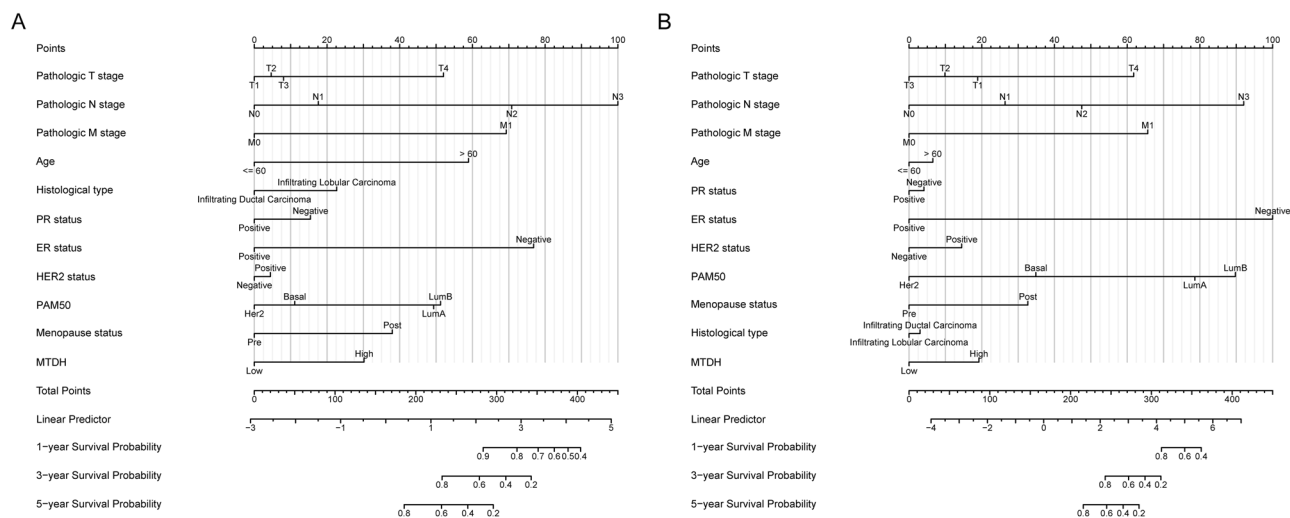 A
Points
0 20 40 60 80 100
Pathologic T stage
T1 T2 T3 T4
Pathologic N stage
N0 N1 N2 N3
Pathologic M stage
M0 M1
Age
<= 60 > 60
Histological type
Infiltrating Lobular Carcinoma
Infiltrating Ductal Carcinoma
PR status
Positive Negative
ER status
Positive Negative
HER2 status
Positive
Negative
PAM50
Her2 Basal LumA LumB
Menopause status
Pre Post
MTDH
Low High
Total Points
0 100 200 300 400
Linear Predictor
−3 −1 1 3 5
1−year Survival Probability
0.9 0.8 0.7 0.6 0.5 0.4
3−year Survival Probability
0.8 0.6 0.4 0.2
5−year Survival Probability
0.8 0.6 0.4 0.2
B
Points
0 20 40 60 80 100
Pathologic T stage
T3 T2 T1 T4
Pathologic N stage
N0 N1 N2 N3
Pathologic M stage
M0 M1
Age
<= 60 > 60
PR status
Negative
Positive
ER status
Positive Negative
HER2 status
Negative Positive
PAM50
Her2 Basal LumA LumB
Menopause status
Pre Post
Histological type
Infiltrating Ductal Carcinoma
Infiltrating Lobular Carcinoma
MTDH
Low High
Total Points
0 100 200 300 400
Linear Predictor
−4 −2 0 2 4 6
1−year Survival Probability
0.8 0.6 0.4
3−year Survival Probability
0.8 0.6 0.4 0.2
5−year Survival Probability
0.8 0.6 0.4 0.2